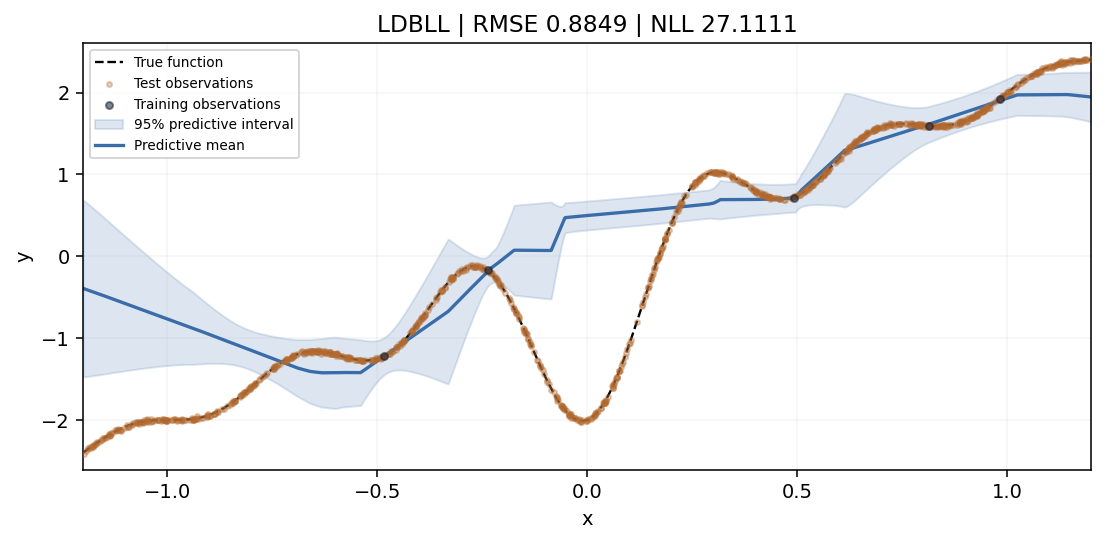 LDBLL | RMSE 0.8849 | NLL 27.1111
True function
Test observations
Training observations
95% predictive interval
Predictive mean
y
2
1
0
−1
−2
−1.0
−0.5
0.0
0.5
1.0
x